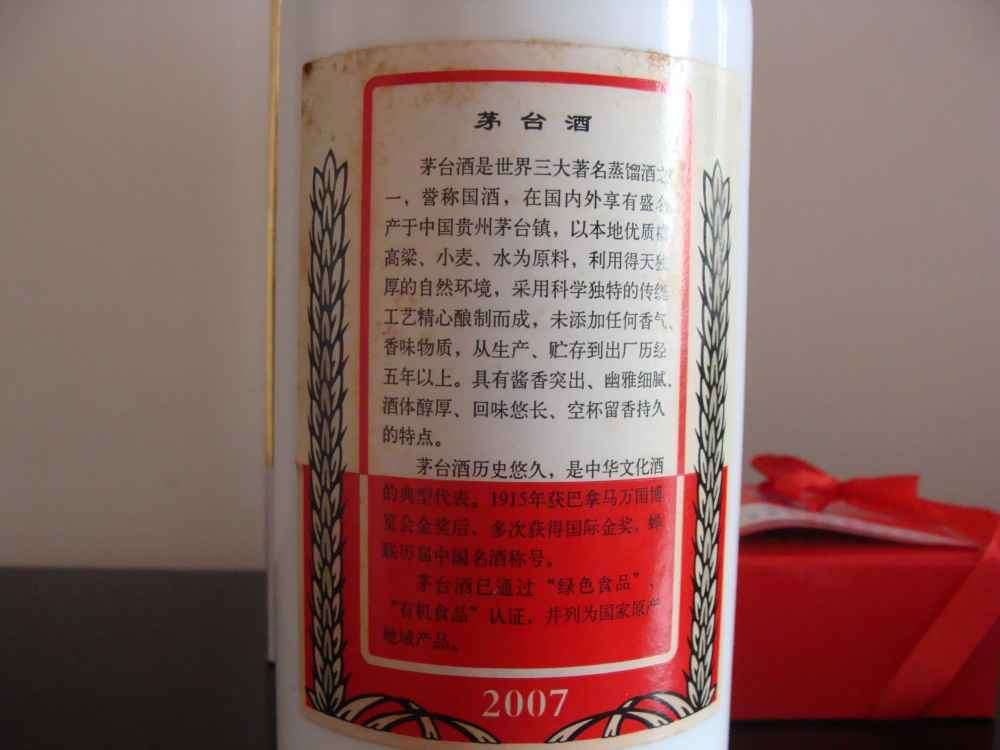 茅台酒
茅台酒是世界三大著名蒸馏酒之
一，誉称国酒，在国内外享有盛名
产于中国贵州茅台镇，以本地优质
高粱、小麦、水为原料，利用得天独
厚的自然环境，采用科学独特的传统
工艺精心酿制而成，未添加任何香气、
香味物质，从生产、贮存到出厂历经
五年以上。具有酱香突出、幽雅细腻、
酒体醇厚、回味悠长、空杯留香持久
的特点。
茅台酒历史悠久，是中华文化酒
的典型代表。1915年获巴拿马万国博
览会金奖后、多次获得国际金奖，蝉
联历届中国名酒称号。
茅台酒已通过“绿色食品”、
“有机食品”认证，并列为国家原产
地域产品。
2007